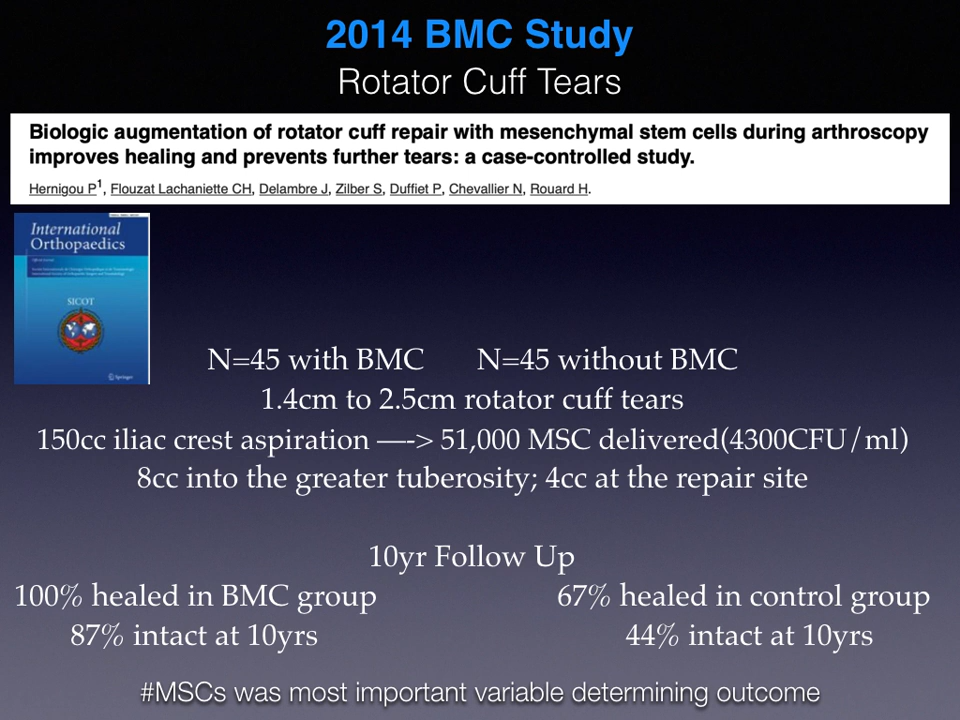 2014 BMC Study
Rotator Cuff Tears
Biologic augmentation of rotator cuff repair with mesenchymal stem cells during arthroscopy
improves healing and prevents further tears: a case-controlled study.
Hernigou P1, Flouzat Lachaniette CH, Delambre J, Zilber S, Duffiet P, Chevallier N, Rouard H.
International
Orthopaedics
SICOT
Springer
N=45 with BMC N=45 without BMC
1.4cm to 2.5cm rotator cuff tears
150cc iliac crest aspiration —-> 51,000 MSC delivered(4300CFU/ml)
8cc into the greater tuberosity; 4cc at the repair site
10yr Follow Up
100% healed in BMC group 67% healed in control group
87% intact at 10yrs 44% intact at 10yrs
#MSCs was most important variable determining outcome